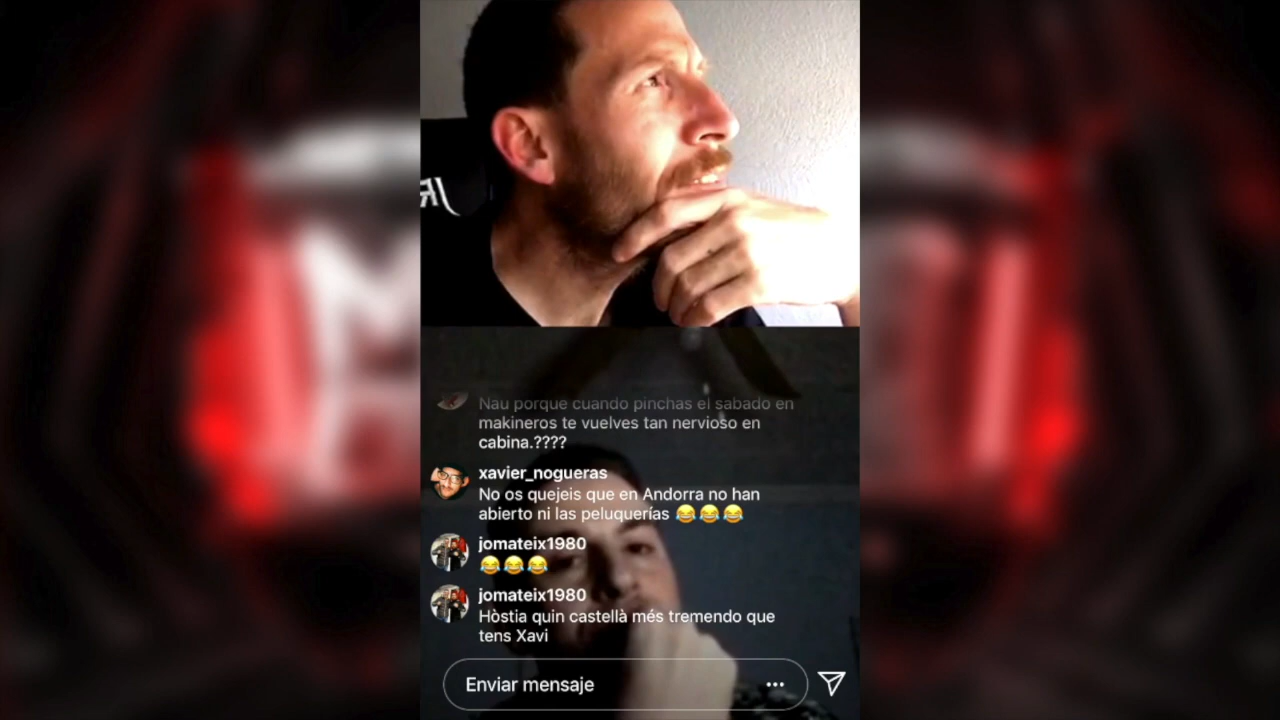 Nau porque cuando pinchas el sabado en
makineros te vuelves tan nervioso en
cabina.????
xavier_nogueras
No os quejeis que en Andorra no han
abierto ni las peluquerías 😂😂😂
jomateix1980
😂😂😂
jomateix1980
Hòstia quin castellà més tremendo que
tens Xavi
Enviar mensaje